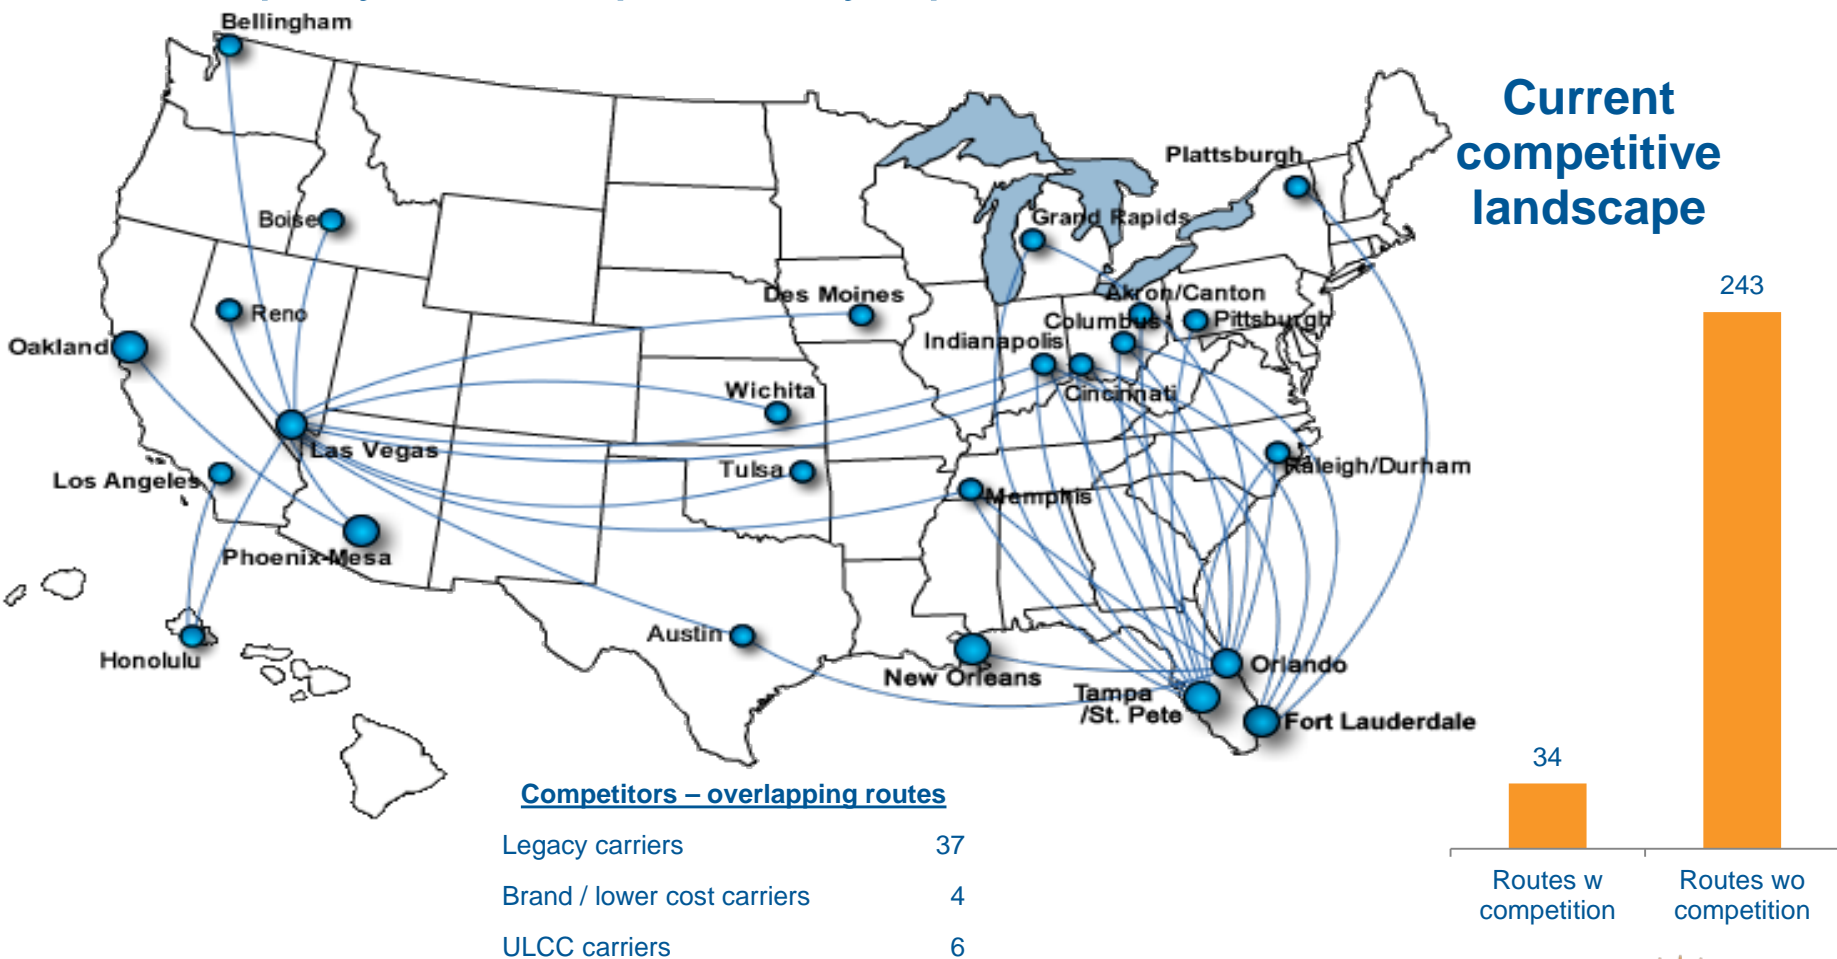 Bellingham
Current
competitive
landscape
Plattsburgh
Boise
Grand Rapids
Des Moines
Akron/Canton
Reno
Columbus
Pittsburgh
Oakland
Indianapolis
Wichita
Cincinnati
Las Vegas
Los Angeles
Tulsa
Raleigh/Durham
Memphis
Phoenix-Mesa
Austin
Honolulu
New Orleans
Orlando
Tampa
/St. Pete
Fort Lauderdale
243
34
Routes w
competition
Routes wo
competition
Competitors – overlapping routes
Legacy carriers 37
Brand / lower cost carriers 4
ULCC carriers 6